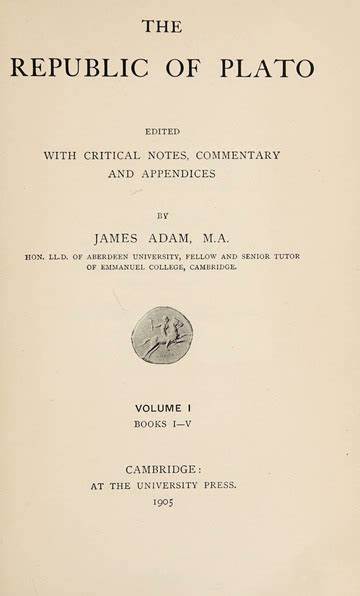 THE
REPUBLIC OF PLATO
EDITED
WITH CRITICAL NOTES, COMMENTARY
AND APPENDICES
BY
JAMES ADAM, M.A.
HON. LL.D. OF ABERDEEN UNIVERSITY, FELLOW AND SENIOR TUTOR
OF EMMANUEL COLLEGE, CAMBRIDGE.
VOLUME I
BOOKS I—V
CAMBRIDGE:
AT THE UNIVERSITY PRESS.
1905